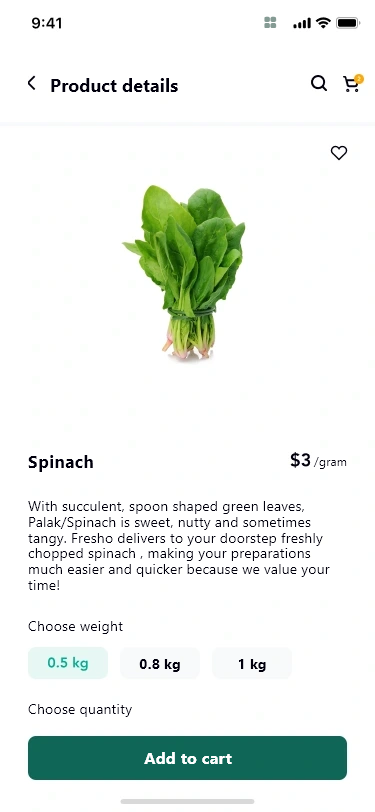 9:41
Product details
Spinach
$3 /gram
With succulent, spoon shaped green leaves,
Palak/Spinach is sweet, nutty and sometimes
tangy. Fresho delivers to your doorstep freshly
chopped spinach , making your preparations
much easier and quicker because we value your
time!
Choose weight
0.5 kg
0.8 kg
1 kg
Choose quantity
Add to cart